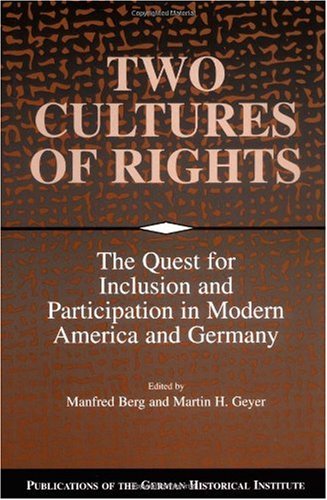 TWO
CULTURES
OF RIGHTS
The Quest for
Inclusion and
Participation in Modern
America and Germany
Edited by
Manfred Berg and Martin H. Geyer
PUBLICATIONS OF THE GERMAN HISTORICAL INSTITUTE